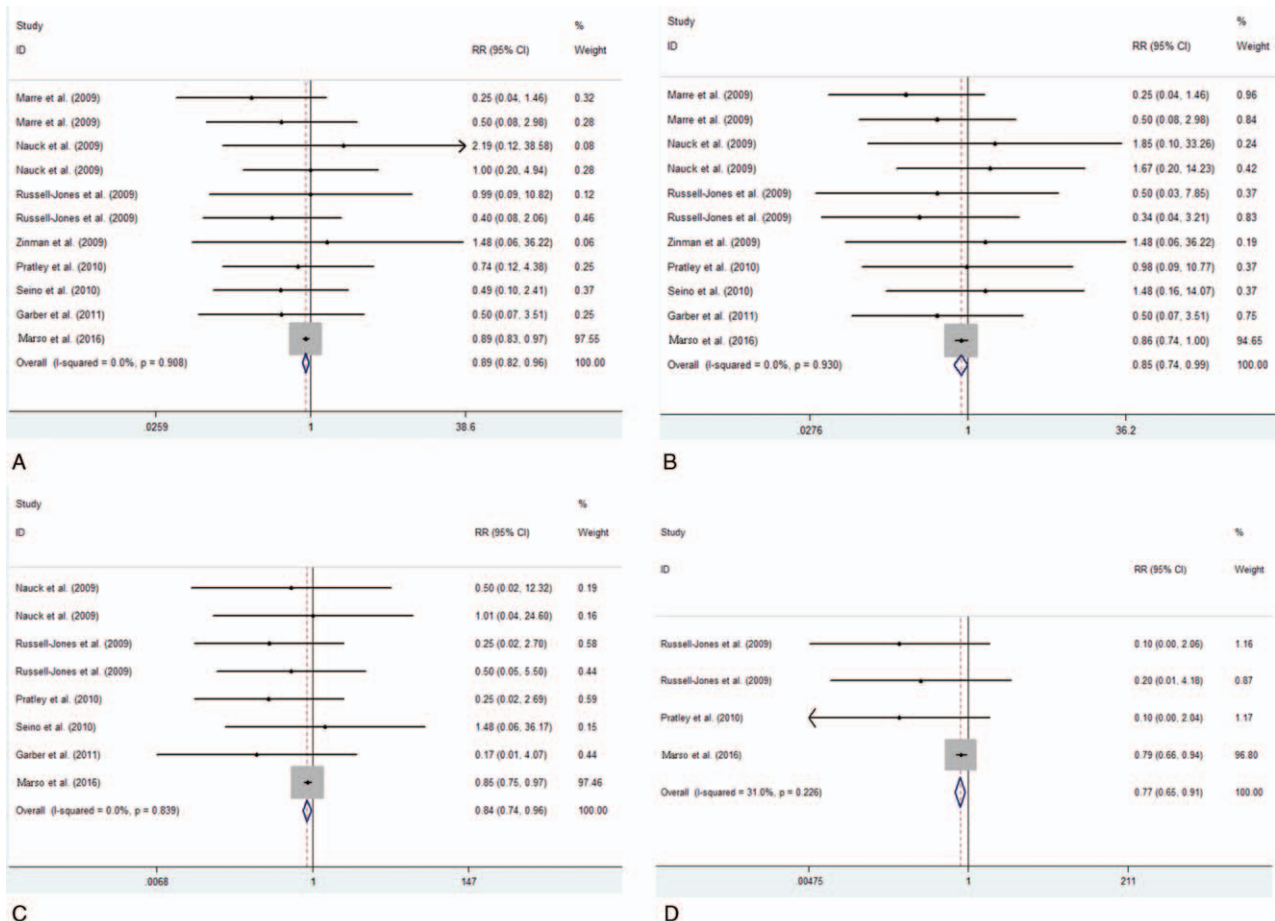 Study %
ID RR (95% CI) Weight
Marre et al. (2009) 0.25 (0.04, 1.46) 0.32
Marre et al. (2009) 0.50 (0.08, 2.98) 0.28
Nauck et al. (2009) 2.19 (0.12, 38.58) 0.08
Nauck et al. (2009) 1.00 (0.20, 4.94) 0.28
Russell-Jones et al. (2009) 0.99 (0.09, 10.82) 0.12
Russell-Jones et al. (2009) 0.40 (0.08, 2.06) 0.46
Zinman et al. (2009) 1.48 (0.06, 36.22) 0.06
Pratley et al. (2010) 0.74 (0.12, 4.38) 0.25
Seino et al. (2010) 0.49 (0.10, 2.41) 0.37
Garber et al. (2011) 0.50 (0.07, 3.51) 0.25
Marso et al. (2016) 0.89 (0.83, 0.97) 97.55
Overall (I-squared = 0.0%, p = 0.908) 0.89 (0.82, 0.96) 100.00
.0259 1 38.6
A
Study %
ID RR (95% CI) Weight
Marre et al. (2009) 0.25 (0.04, 1.46) 0.96
Marre et al. (2009) 0.50 (0.08, 2.98) 0.84
Nauck et al. (2009) 1.85 (0.10, 33.26) 0.24
Nauck et al. (2009) 1.67 (0.20, 14.23) 0.42
Russell-Jones et al. (2009) 0.50 (0.03, 7.85) 0.37
Russell-Jones et al. (2009) 0.34 (0.04, 3.21) 0.83
Zinman et al. (2009) 1.48 (0.06, 36.22) 0.19
Pratley et al. (2010) 0.98 (0.09, 10.77) 0.37
Seino et al. (2010) 1.48 (0.16, 14.07) 0.37
Garber et al. (2011) 0.50 (0.07, 3.51) 0.75
Marso et al. (2016) 0.86 (0.74, 1.00) 94.65
Overall (I-squared = 0.0%, p = 0.930) 0.85 (0.74, 0.99) 100.00
.0276 1 36.2
B
Study %
ID RR (95% CI) Weight
Nauck et al. (2009) 0.50 (0.02, 12.32) 0.19
Nauck et al. (2009) 1.01 (0.04, 24.60) 0.16
Russell-Jones et al. (2009) 0.25 (0.02, 2.70) 0.58
Russell-Jones et al. (2009) 0.50 (0.05, 5.50) 0.44
Pratley et al. (2010) 0.25 (0.02, 2.69) 0.59
Seino et al. (2010) 1.48 (0.06, 36.17) 0.15
Garber et al. (2011) 0.17 (0.01, 4.07) 0.44
Marso et al. (2016) 0.85 (0.75, 0.97) 97.46
Overall (I-squared = 0.0%, p = 0.839) 0.84 (0.74, 0.96) 100.00
.0068 1 147
C
Study %
ID RR (95% CI) Weight
Russell-Jones et al. (2009) 0.10 (0.00, 2.06) 1.16
Russell-Jones et al. (2009) 0.20 (0.01, 4.18) 0.87
Pratley et al. (2010) 0.10 (0.00, 2.04) 1.17
Marso et al. (2016) 0.79 (0.66, 0.94) 96.80
Overall (I-squared = 31.0%, p = 0.226) 0.77 (0.65, 0.91) 100.00
.00475 1 211
D